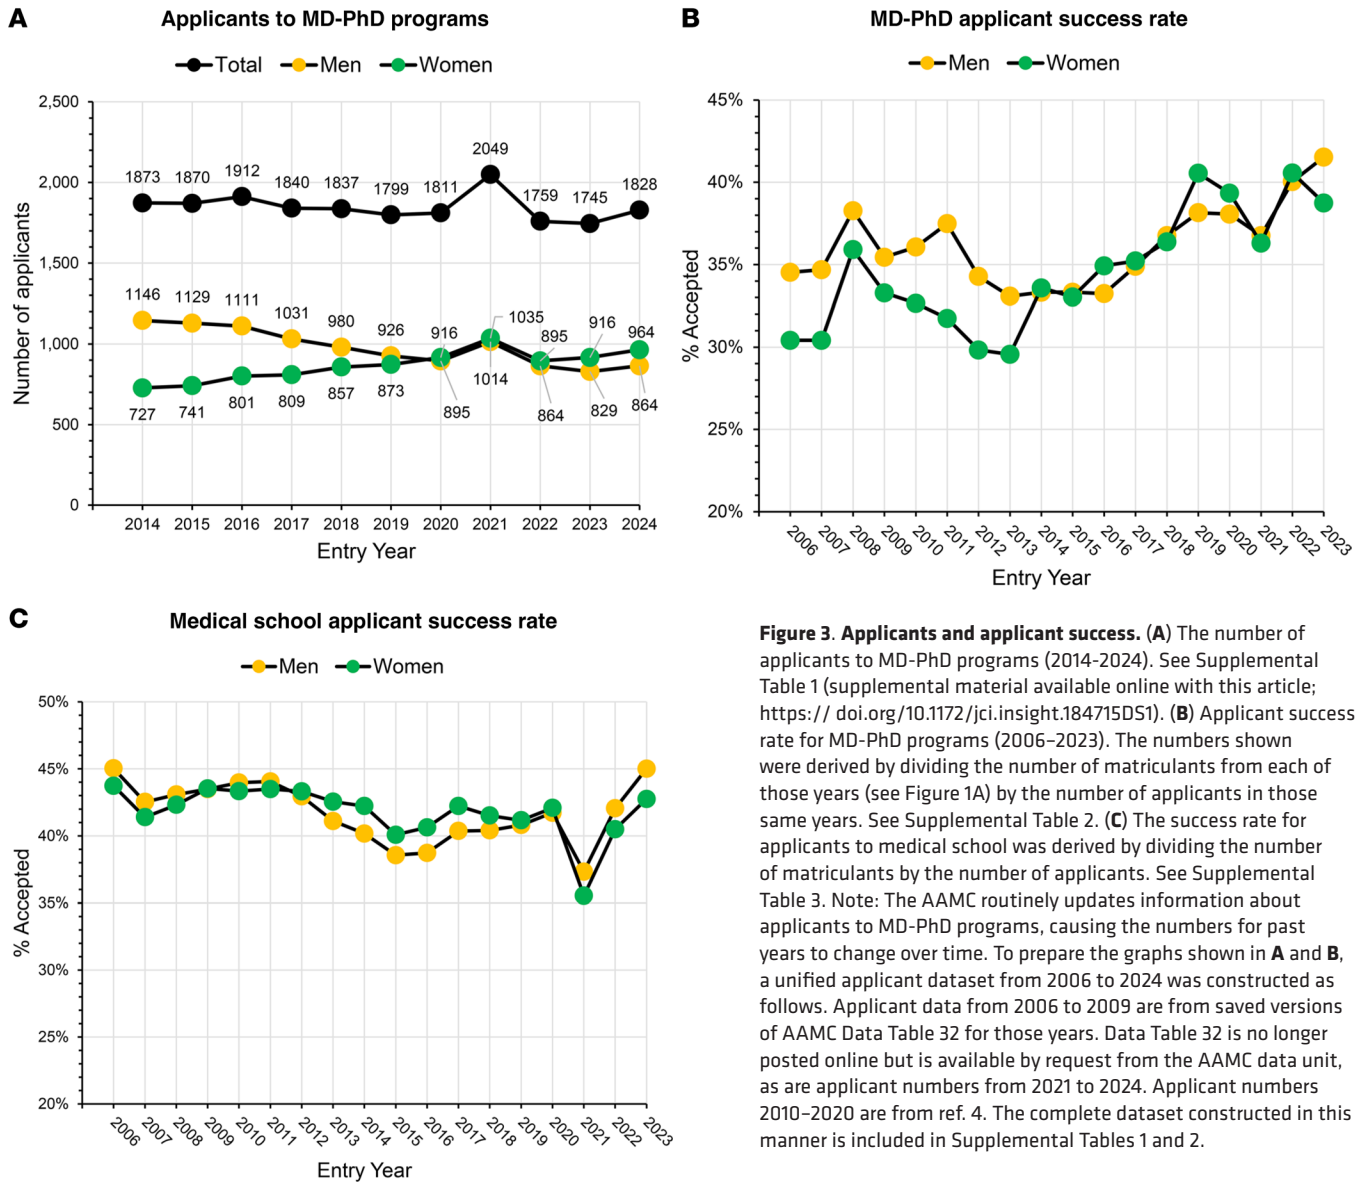 A
Applicants to MD-PhD programs
Total Men Women
2,500
2,000
1,500
1,000
500
0
Number of applicants
1873 1870 1912 1840 1837 1799 1811 2049 1759 1745 1828
1146 1129 1111 1031 980 926 916 1035 895 916 964
727 741 801 809 857 873 895 1014 864 829 864
2014 2015 2016 2017 2018 2019 2020 2021 2022 2023 2024
Entry Year
B
MD-PhD applicant success rate
Men Women
45%
40%
35%
30%
25%
20%
% Accepted
2006 2007 2008 2009 2010 2011 2012 2013 2014 2015 2016 2017 2018 2019 2020 2021 2022 2023
Entry Year
C
Medical school applicant success rate
Men Women
50%
45%
40%
35%
30%
25%
20%
% Accepted
2006 2007 2008 2009 2010 2011 2012 2013 2014 2015 2016 2017 2018 2019 2020 2021 2022 2023
Entry Year
Figure 3. Applicants and applicant success. (A) The number of
applicants to MD-PhD programs (2014-2024). See Supplemental
Table 1 (supplemental material available online with this article;
https:// doi.org/10.1172/jci.insight.184715DS1). (B) Applicant success
rate for MD-PhD programs (2006–2023). The numbers shown
were derived by dividing the number of matriculants from each of
those years (see Figure 1A) by the number of applicants in those
same years. See Supplemental Table 2. (C) The success rate for
applicants to medical school was derived by dividing the number
of matriculants by the number of applicants. See Supplemental
Table 3. Note: The AAMC routinely updates information about
applicants to MD-PhD programs, causing the numbers for past
years to change over time. To prepare the graphs shown in A and B,
a unified applicant dataset from 2006 to 2024 was constructed as
follows. Applicant data from 2006 to 2009 are from saved versions
of AAMC Data Table 32 for those years. Data Table 32 is no longer
posted online but is available by request from the AAMC data unit,
as are applicant numbers from 2021 to 2024. Applicant numbers
2010–2020 are from ref. 4. The complete dataset constructed in this
manner is included in Supplemental Tables 1 and 2.